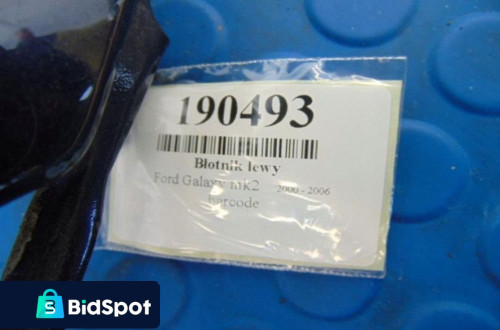 190493
Błotnik lewy
Ford Galaxy mk2 2000 - 2006
barcode
BidSpot